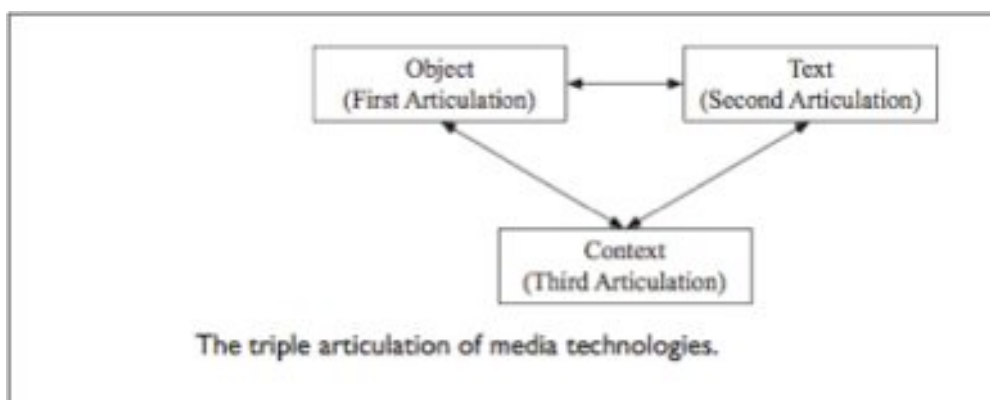 Object
(First Articulation)
Text
(Second Articulation)
Context
(Third Articulation)
The triple articulation of media technologies.